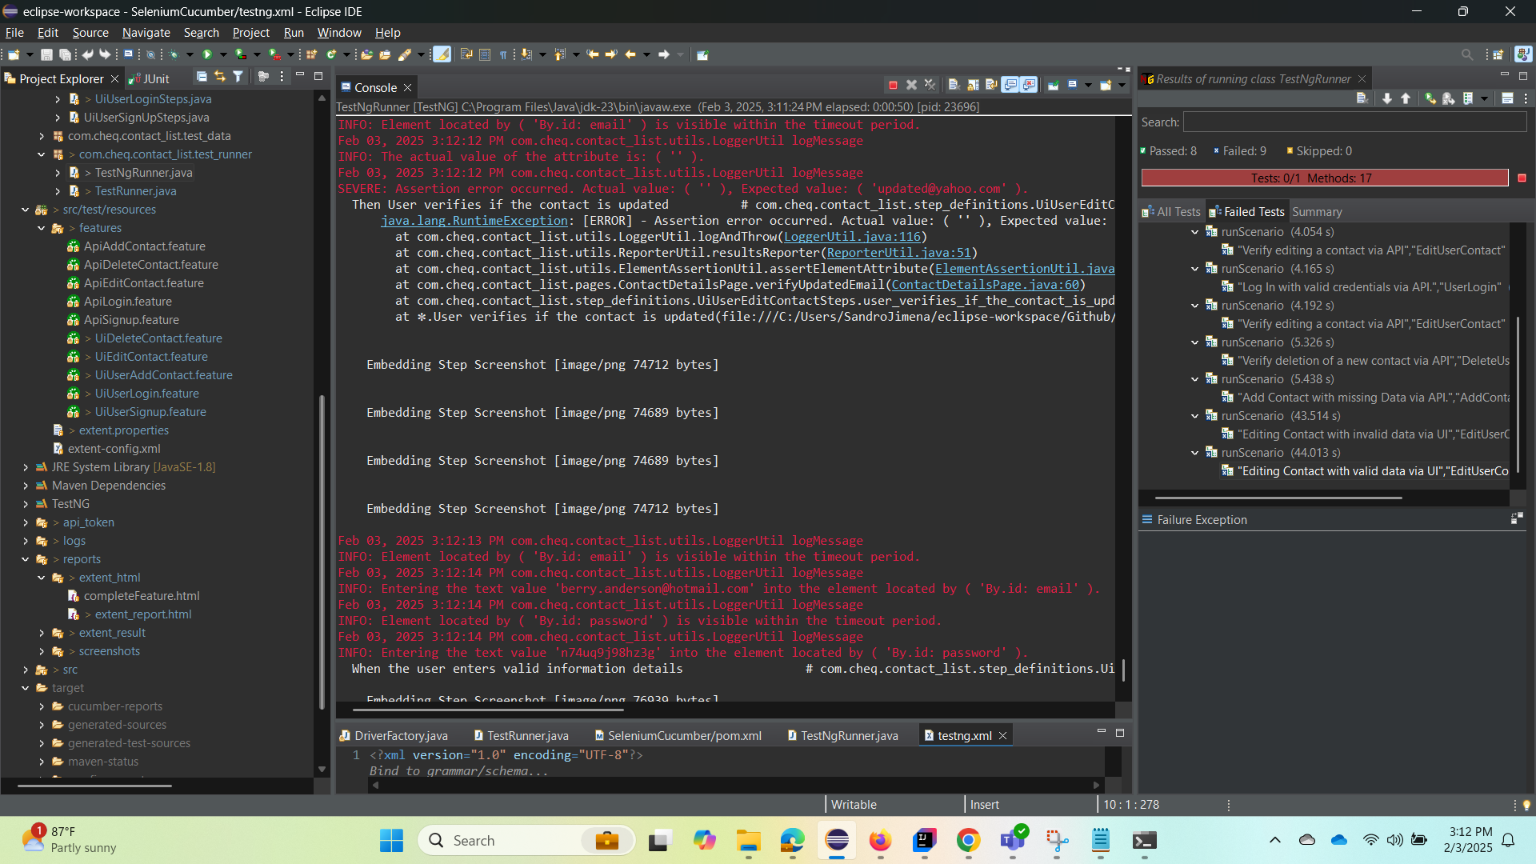 eclipse-workspace - SeleniumCucumber/testng.xml - Eclipse IDE
File Edit Source Navigate Search Project Run Window Help
Project Explorer
JUnit
UiUserLoginSteps.java
UiUserSignUpSteps.java
com.cheq.contact_list.test_data
com.cheq.contact_list.test_runner
TestNgRunner.java
TestRunner.java
src/test/resources
features
ApiAddContact.feature
ApiDeleteContact.feature
ApiEditContact.feature
ApiLogin.feature
ApiSignup.feature
UiDeleteContact.feature
UiEditContact.feature
UiUserAddContact.feature
UiUserLogin.feature
UiUserSignup.feature
extent.properties
extent-config.xml
JRE System Library [JavaSE-1.8]
Maven Dependencies
TestNG
api_token
logs
reports
extent_html
completeFeature.html
extent_report.html
extent_result
screenshots
src
target
cucumber-reports
generated-sources
generated-test-sources
maven-status
Console
TestNgRunner [TestNG] C:\Program Files\Java\jdk-23\bin\javaw.exe (Feb 3, 2025, 3:11:24 PM elapsed: 0:00:50) [pid: 23696]
INFO: Element located by ( 'By.id: email' ) is visible within the timeout period.
Feb 03, 2025 3:12:12 PM com.cheq.contact_list.utils.LoggerUtil logMessage
INFO: The actual value of the attribute is: ( '' ).
Feb 03, 2025 3:12:12 PM com.cheq.contact_list.utils.LoggerUtil logMessage
SEVERE: Assertion error occurred. Actual value: ( '' ), Expected value: ( 'updated@yahoo.com' ).
Then User verifies if the contact is updated # com.cheq.contact_list.step_definitions.UiUserEditC
java.lang.RuntimeException: [ERROR] - Assertion error occurred. Actual value: ( '' ), Expected value:
at com.cheq.contact_list.utils.LoggerUtil.logAndThrow(LoggerUtil.java:116)
at com.cheq.contact_list.utils.ReporterUtil.resultsReporter(ReporterUtil.java:51)
at com.cheq.contact_list.utils.ElementAssertionUtil.assertElementAttribute(ElementAssertionUtil.java
at com.cheq.contact_list.pages.ContactDetailsPage.verifyUpdatedEmail(ContactDetailsPage.java:60)
at com.cheq.contact_list.step_definitions.UiUserEditContactSteps.user_verifies_if_the_contact_is_upd
at ✽.User verifies if the contact is updated(file:///C:/Users/SandroJimena/eclipse-workspace/Github/
Embedding Step Screenshot [image/png 74712 bytes]
Embedding Step Screenshot [image/png 74689 bytes]
Embedding Step Screenshot [image/png 74689 bytes]
Embedding Step Screenshot [image/png 74712 bytes]
Feb 03, 2025 3:12:13 PM com.cheq.contact_list.utils.LoggerUtil logMessage
INFO: Element located by ( 'By.id: email' ) is visible within the timeout period.
Feb 03, 2025 3:12:14 PM com.cheq.contact_list.utils.LoggerUtil logMessage
INFO: Entering the text value 'berry.anderson@hotmail.com' into the element located by ( 'By.id: email' ).
Feb 03, 2025 3:12:14 PM com.cheq.contact_list.utils.LoggerUtil logMessage
INFO: Element located by ( 'By.id: password' ) is visible within the timeout period.
Feb 03, 2025 3:12:14 PM com.cheq.contact_list.utils.LoggerUtil logMessage
INFO: Entering the text value 'n74uq9j98hz3g' into the element located by ( 'By.id: password' ).
When the user enters valid information details # com.cheq.contact_list.step_definitions.Ui
Embedding Step Screenshot [image/png 76939 bytes]
DriverFactory.java TestRunner.java SeleniumCucumber/pom.xml TestNgRunner.java testng.xml
1 <?xml version="1.0" encoding="UTF-8"?>
Bind to grammar/schema...
Results of running class TestNgRunner
Search:
Passed: 8 Failed: 9 Skipped: 0
Tests: 0/1 Methods: 17
All Tests Failed Tests Summary
runScenario (4.054 s)
"Verify editing a contact via API","EditUserContact"
runScenario (4.165 s)
"Log In with valid credentials via API.","UserLogin"
runScenario (4.192 s)
"Verify editing a contact via API","EditUserContact"
runScenario (5.326 s)
"Verify deletion of a new contact via API","DeleteUs
runScenario (5.438 s)
"Add Contact with missing Data via API.","AddConta
runScenario (43.514 s)
"Editing Contact with invalid data via UI","EditUserC
runScenario (44.013 s)
"Editing Contact with valid data via UI","EditUserCo
Failure Exception
Writable Insert 10 : 1 : 278
1
87°F
Partly sunny
Search
3:12 PM
2/3/2025